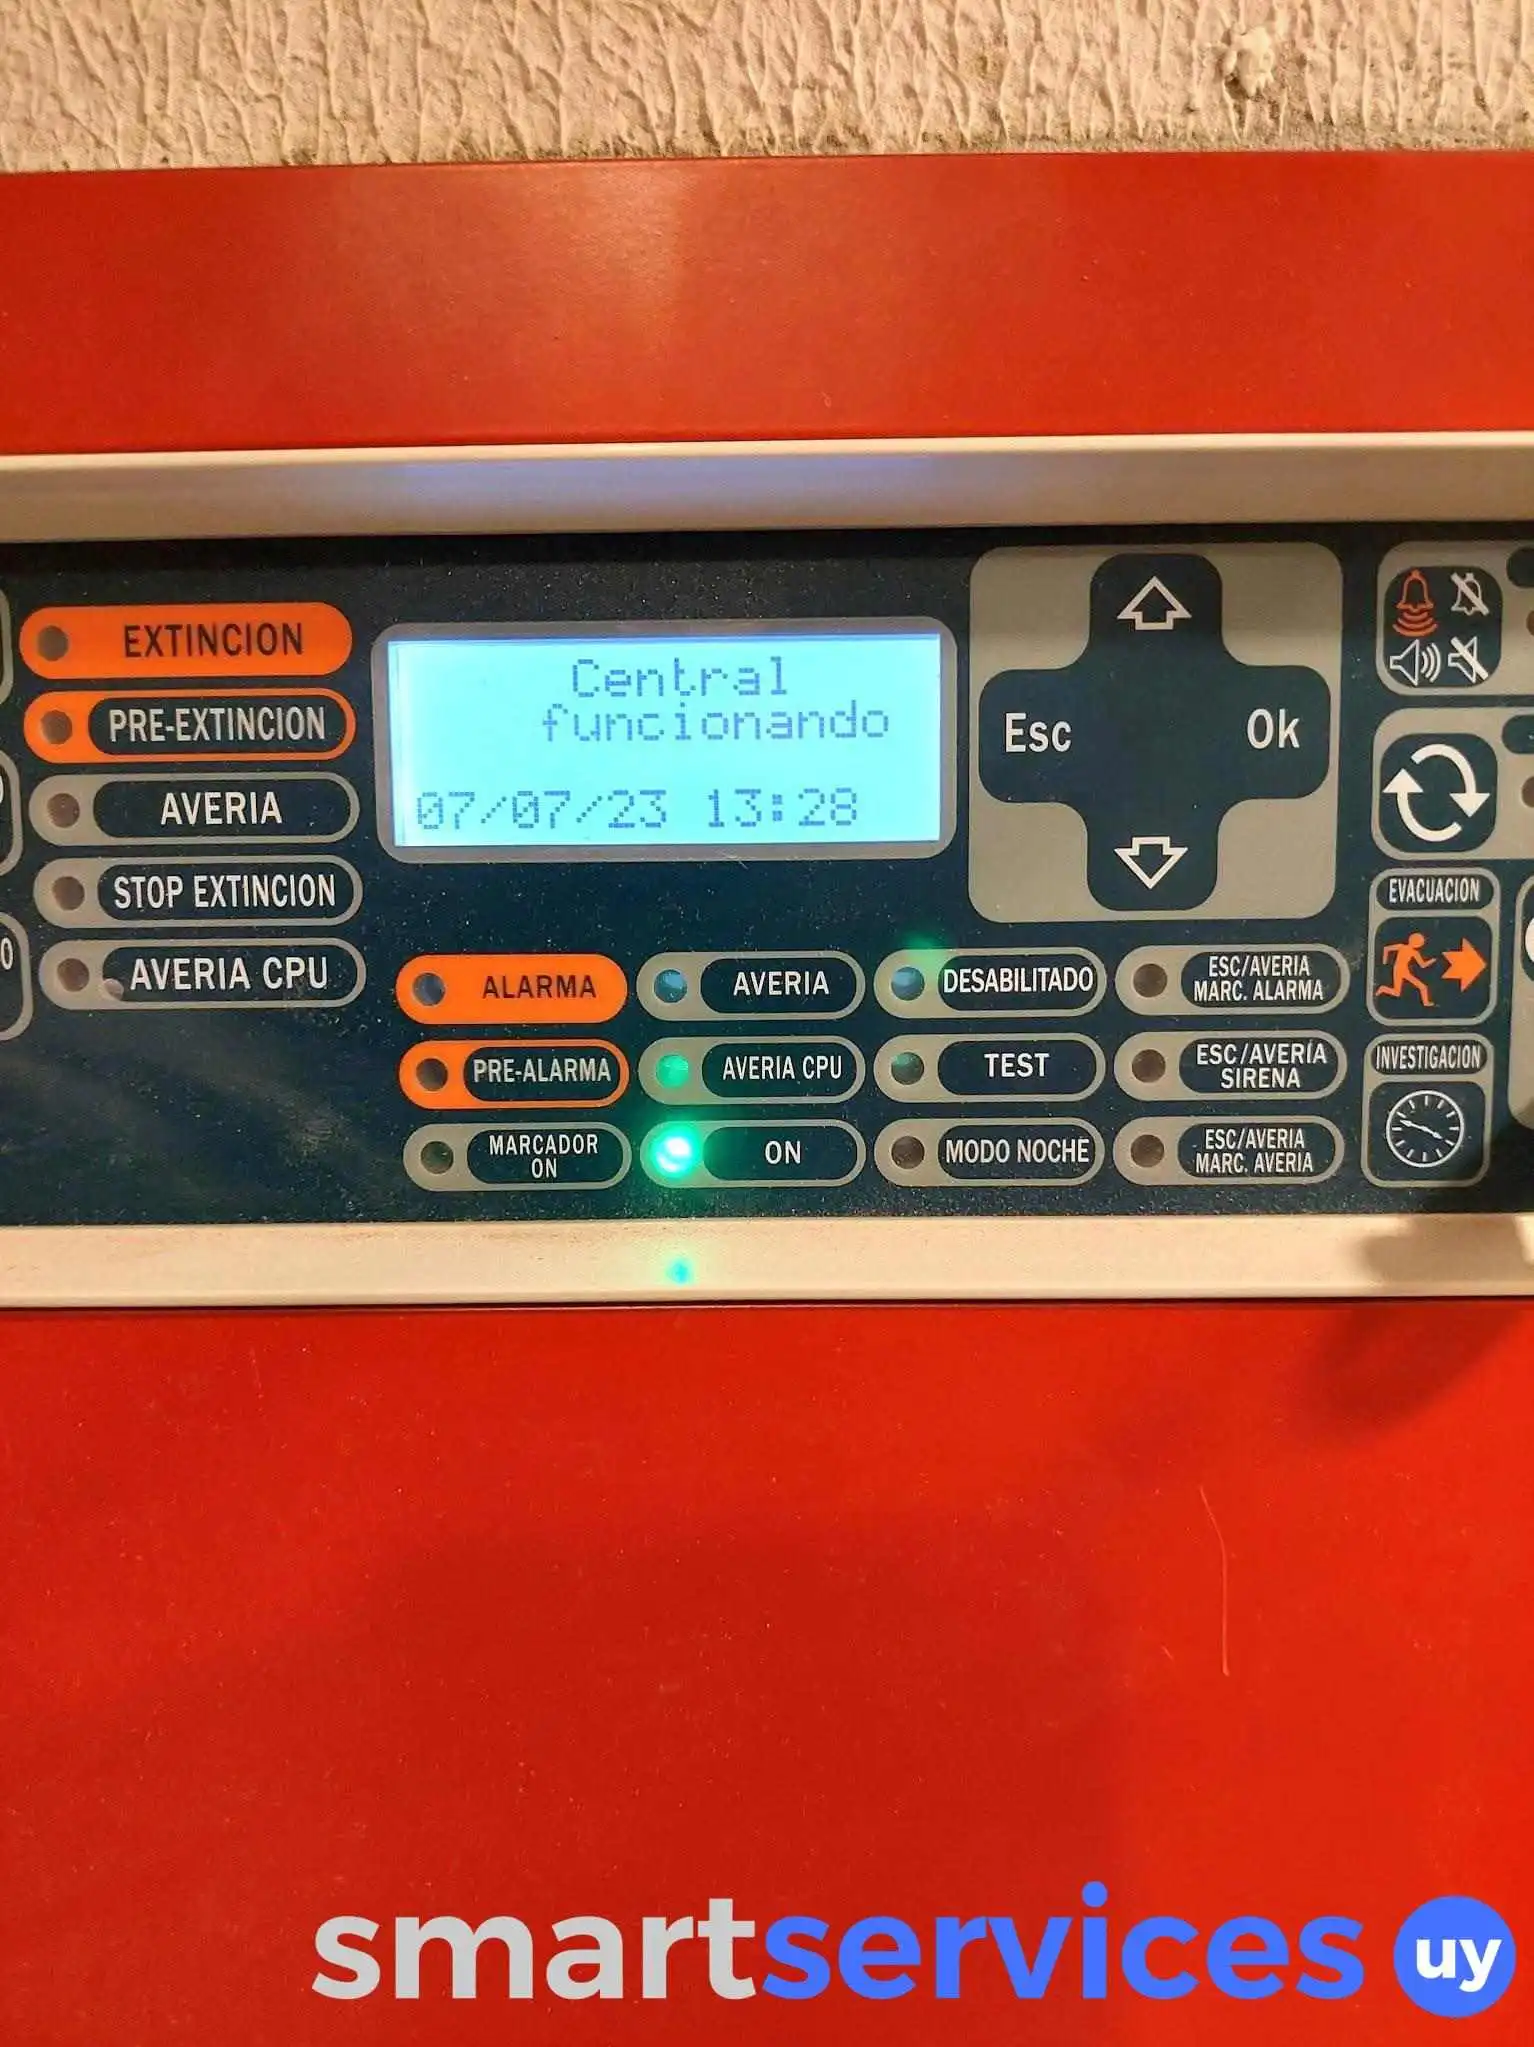 EXTINCION
PRE-EXTINCION
AVERIA
STOP EXTINCION
AVERIA CPU
Central
funcionando
07/07/23 13:28
Esc
Ok
ALARMA
AVERIA
DESABILITADO
ESC/AVERIA
MARC. ALARMA
PRE-ALARMA
AVERIA CPU
TEST
ESC/AVERÍA
SIRENA
MARCADOR
ON
ON
MODO NOCHE
ESC/AVERIA
MARC. AVERIA
EVACUACION
INVESTIGACION
smartservices uy